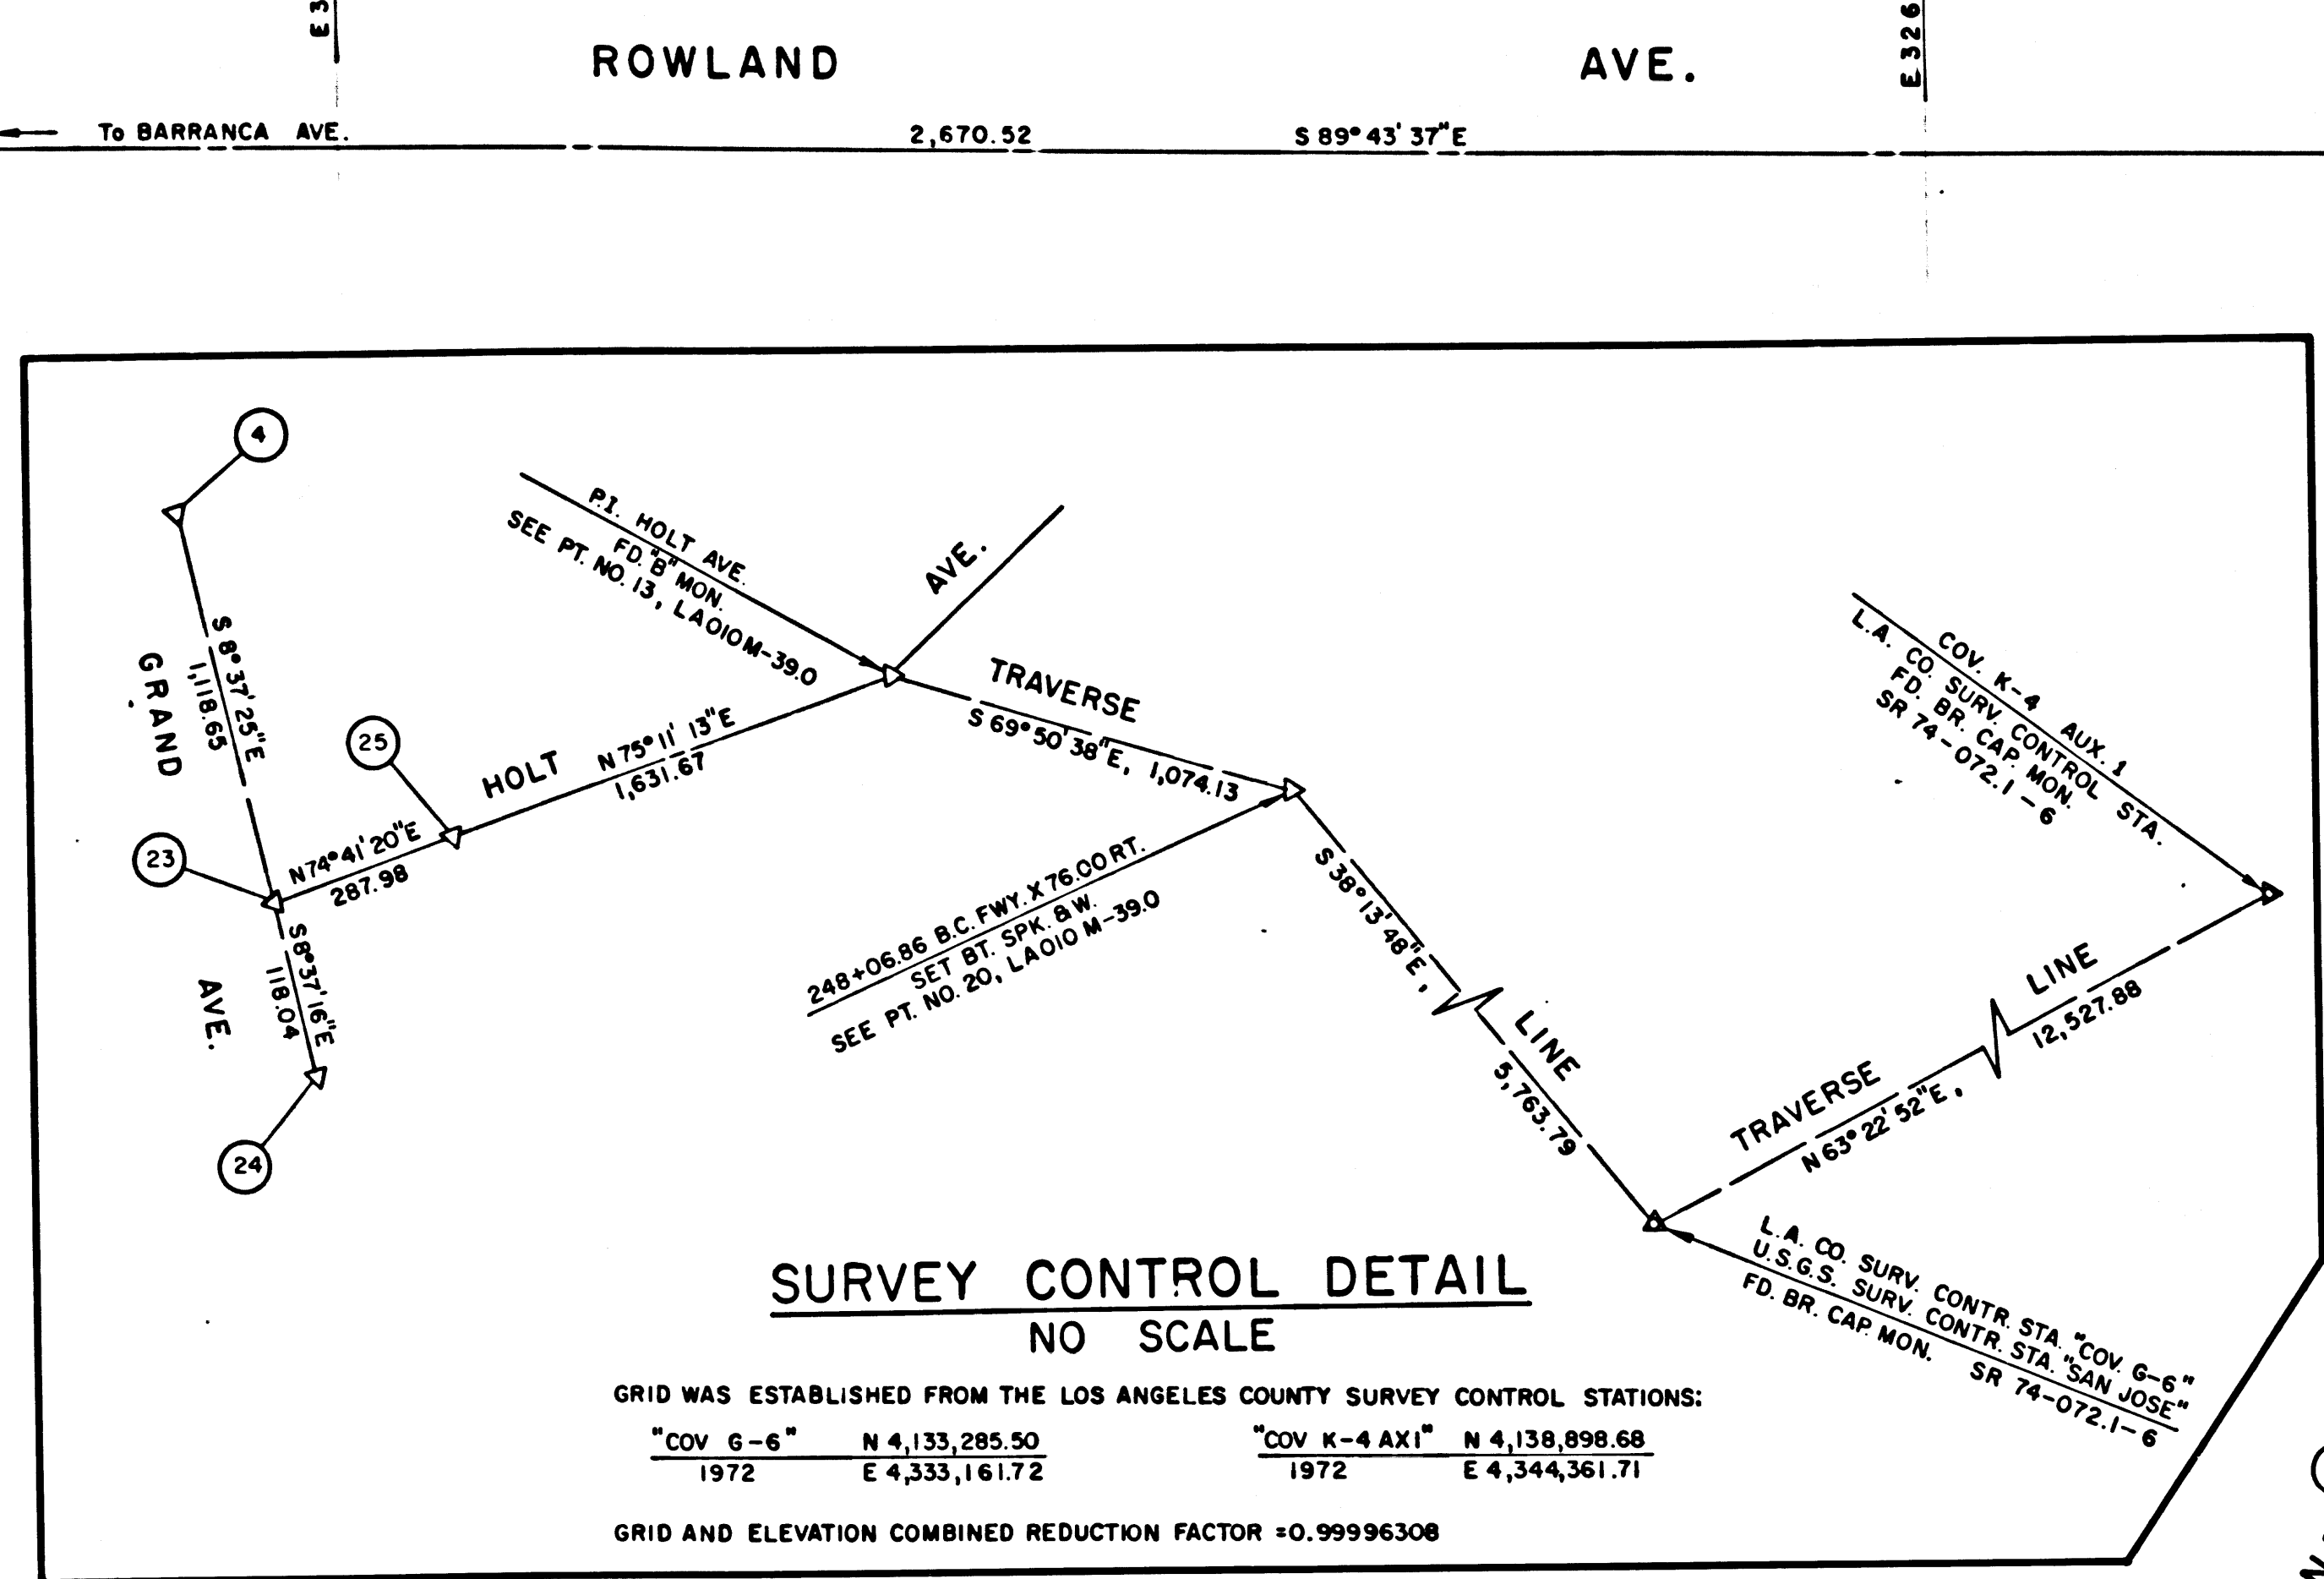 E 3
ROWLAND AVE.
E 326
To BARRANCA AVE.
2,670.52 S 89° 43' 37"E
4
S 8° 37' 25"E
1,118.65
GRAND
AVE.
P.I. HOLT AVE.
FD. "B" MON.
SEE PT. NO. 13, LA010M-39.0
AVE.
25
HOLT
N 75° 11' 13"E
1,631.67
23
N 74° 41' 20"E
287.98
S 8° 37' 16"E
118.04
24
TRAVERSE
S 69° 50' 38"E, 1,074.13
248+06.86 B.C. FWY. X 76.00 RT.
SET BT. SPK. & W.
SEE PT. NO. 20, LA010 M-39.0
S 38° 13' 48"E,
LINE
5,763.79
COV. K-4 AUX. 1
L.A. CO. SURV. CONTROL STA.
FD. BR. CAP. MON.
SR 74-072.1-6
TRAVERSE LINE
N 63° 22' 52"E, 12,527.88
L.A. CO. SURV. CONTR. STA. "COV. G-6"
U.S.G.S. SURV. CONTR. STA. "SAN JOSE"
FD. BR. CAP. MON. SR 74-072.1-6
SURVEY CONTROL DETAIL
NO SCALE
GRID WAS ESTABLISHED FROM THE LOS ANGELES COUNTY SURVEY CONTROL STATIONS:
"COV G-6" N 4,133,285.50
1972 E 4,333,161.72
"COV K-4 AX1" N 4,138,898.68
1972 E 4,344,361.71
GRID AND ELEVATION COMBINED REDUCTION FACTOR =0.99996308